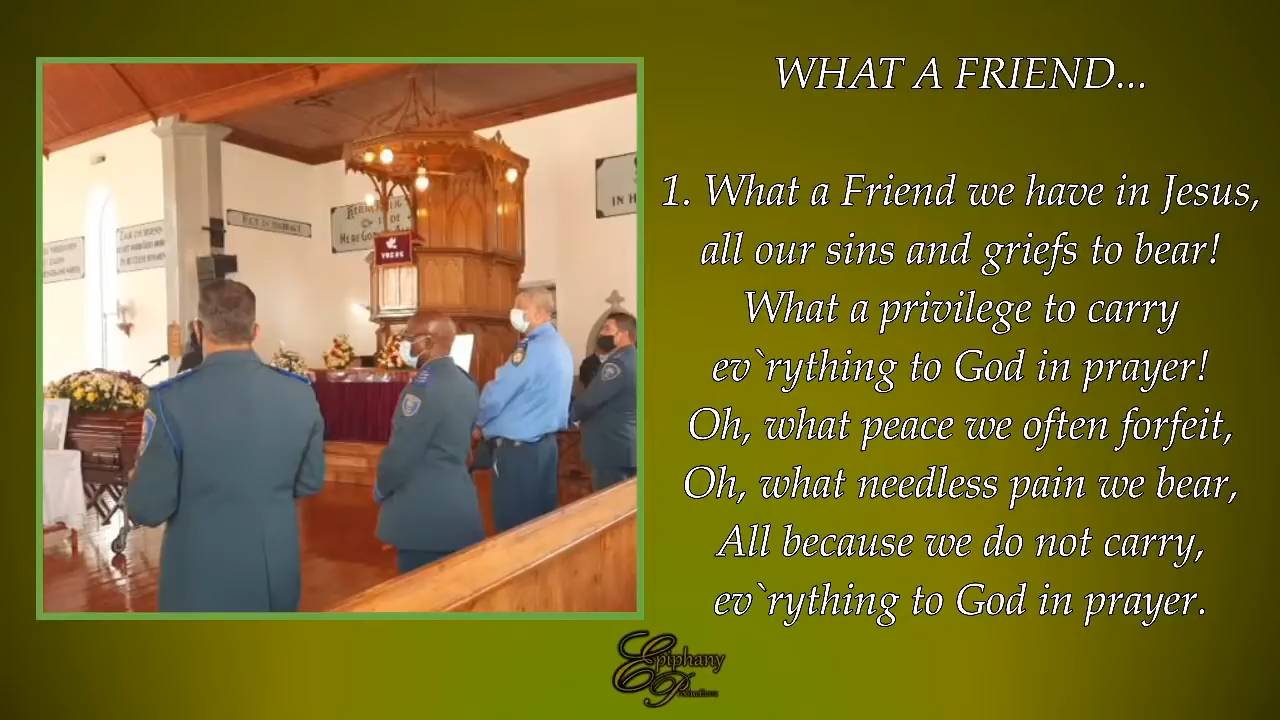 WHAT A FRIEND...
1. What a Friend we have in Jesus,
all our sins and griefs to bear!
What a privilege to carry
ev`rything to God in prayer!
Oh, what peace we often forfeit,
Oh, what needless pain we bear,
All because we do not carry,
ev`rything to God in prayer.
Epiphany
Productions
IN H